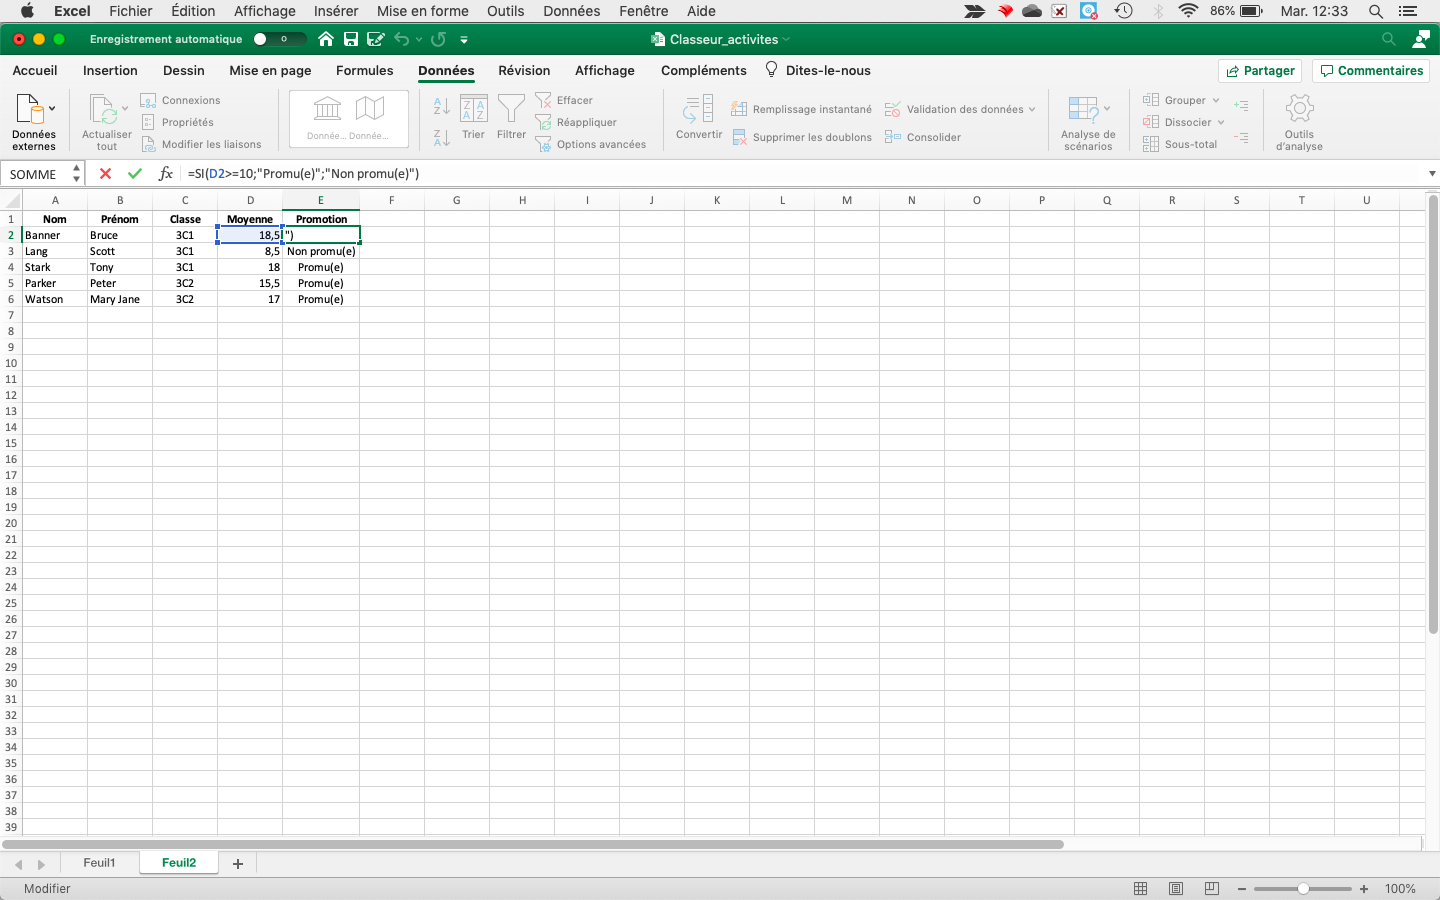 Excel Fichier Édition Affichage Insérer Mise en forme Outils Données Fenêtre Aide 86% Mar. 12:33
Enregistrement automatique Classeur_activites
Accueil Insertion Dessin Mise en page Formules Données Révision Affichage Compléments Dites-le-nous Partager Commentaires
Données externes
Actualiser tout
Connexions
Propriétés
Modifier les liaisons
Donnée... Donnée...
Trier
Filtrer
Effacer
Réappliquer
Options avancées
Convertir
Remplissage instantané
Supprimer les doublons
Validation des données
Consolider
Analyse de scénarios
Grouper
Dissocier
Sous-total
Outils d'analyse
SOMME fx =SI(D2>=10;"Promu(e)";"Non promu(e)")
A B C D E F G H I J K L M N O P Q R S T U
1 Nom Prénom Classe Moyenne Promotion
2 Banner Bruce 3C1 18,5 ")
3 Lang Scott 3C1 8,5 Non promu(e)
4 Stark Tony 3C1 18 Promu(e)
5 Parker Peter 3C2 15,5 Promu(e)
6 Watson Mary Jane 3C2 17 Promu(e)
7
8
9
10
11
12
13
14
15
16
17
18
19
20
21
22
23
24
25
26
27
28
29
30
31
32
33
34
35
36
37
38
39
Feuil1 Feuil2 +
Modifier 100%